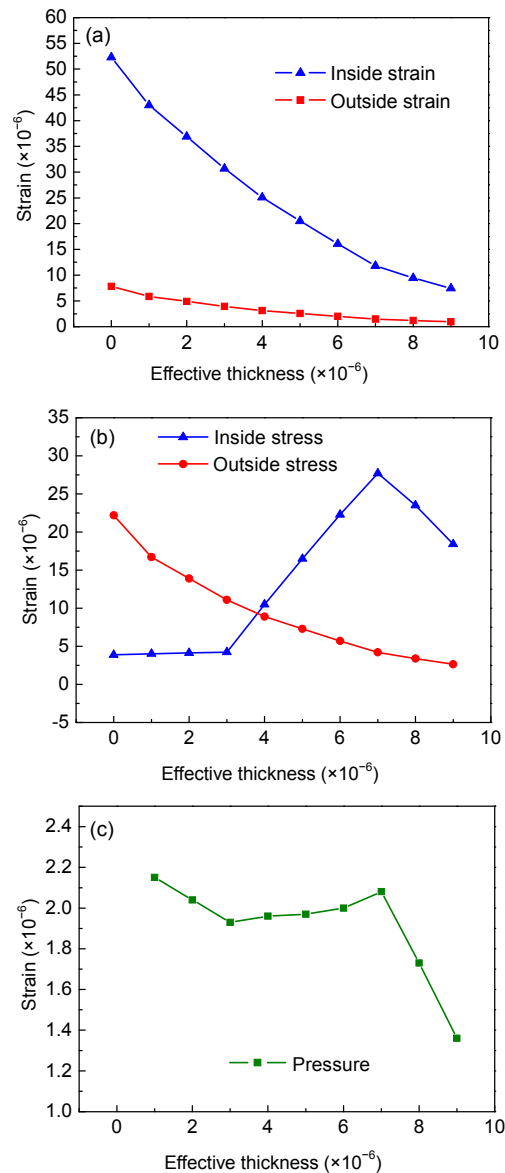 (a)
60
55
50
45
40
35
30
25
20
15
10
5
0
Strain (×10⁻⁶)
Inside strain
Outside strain
0 2 4 6 8 10
Effective thickness (×10⁻⁶)
(b)
35
30
25
20
15
10
5
0
-5
Strain (×10⁻⁶)
Inside stress
Outside stress
0 2 4 6 8 10
Effective thickness (×10⁻⁶)
(c)
2.4
2.2
2.0
1.8
1.6
1.4
1.2
1.0
Strain (×10⁻⁶)
Pressure
0 2 4 6 8 10
Effective thickness (×10⁻⁶)